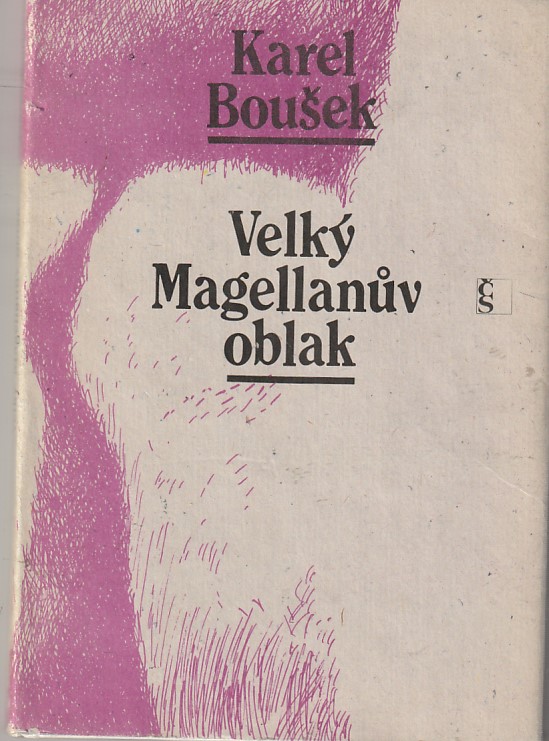 Karel
Boušek
Velký
Magellanův
oblak
ČS